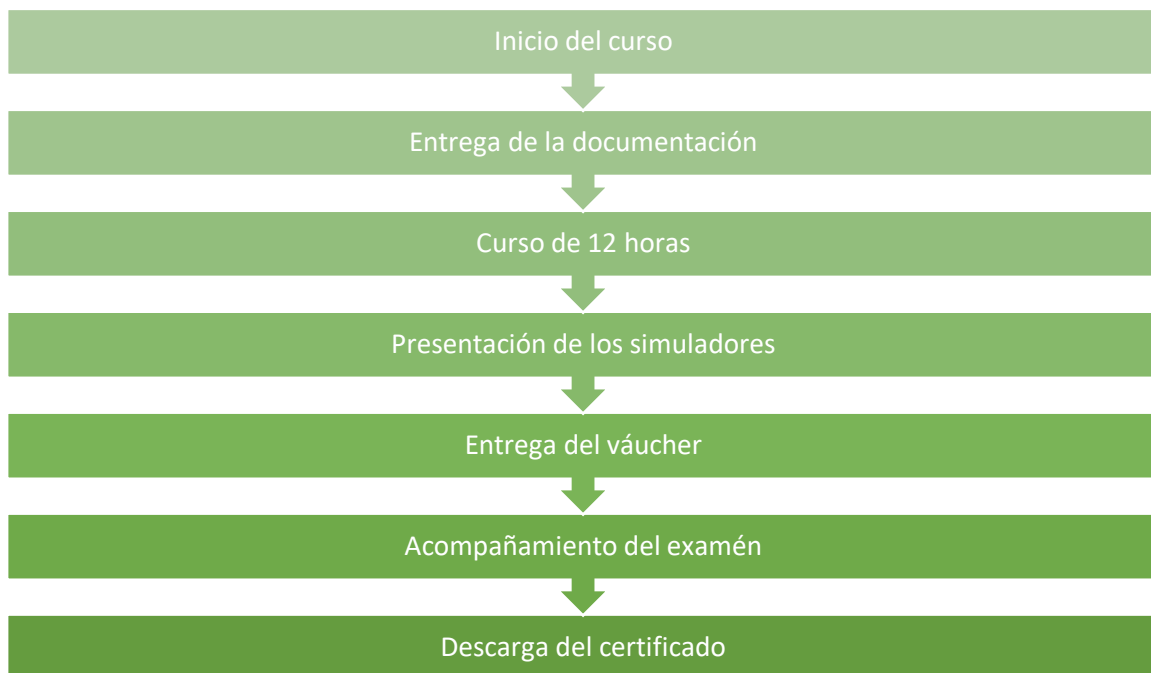 Inicio del curso
Entrega de la documentación
Curso de 12 horas
Presentación de los simuladores
Entrega del váucher
Acompañamiento del examén
Descarga del certificado